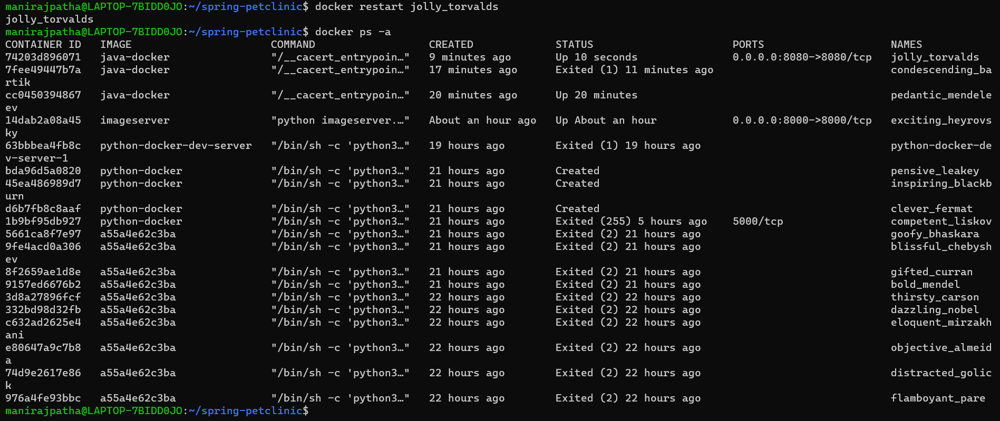 manirajpatha@LAPTOP-7BIDD0JO:~/spring-petclinic$ docker restart jolly_torvalds
jolly_torvalds
manirajpatha@LAPTOP-7BIDD0JO:~/spring-petclinic$ docker ps -a
CONTAINER ID   IMAGE                      COMMAND                  CREATED             STATUS                      PORTS                    NAMES
74203d896071   java-docker                "/__cacert_entrypoin…"   9 minutes ago       Up 10 seconds               0.0.0.0:8080->8080/tcp   jolly_torvalds
7fee49447b7a   java-docker                "/__cacert_entrypoin…"   17 minutes ago      Exited (1) 11 minutes ago                            condescending_ba
rtik
cc0450394867   java-docker                "/__cacert_entrypoin…"   20 minutes ago      Up 20 minutes                                        pedantic_mendele
ev
14dab2a08a45   imageserver                "python imageserver.…"   About an hour ago   Up About an hour            0.0.0.0:8000->8000/tcp   exciting_heyrovs
ky
63bbbea4fb8c   python-docker-dev-server   "/bin/sh -c 'python3…"   19 hours ago        Exited (1) 19 hours ago                              python-docker-de
v-server-1
bda96d5a0820   python-docker              "/bin/sh -c 'python3…"   21 hours ago        Created                                              pensive_leakey
45ea486989d7   python-docker              "/bin/sh -c 'python3…"   21 hours ago        Created                                              inspiring_blackb
urn
d6b7fb8c8aaf   python-docker              "/bin/sh -c 'python3…"   21 hours ago        Created                                              clever_fermat
1b9bf95db927   python-docker              "/bin/sh -c 'python3…"   21 hours ago        Exited (255) 5 hours ago    5000/tcp                 competent_liskov
5661ca8f7e97   a55a4e62c3ba               "/bin/sh -c 'python3…"   21 hours ago        Exited (2) 21 hours ago                              goofy_bhaskara
9fe4acd0a306   a55a4e62c3ba               "/bin/sh -c 'python3…"   21 hours ago        Exited (2) 21 hours ago                              blissful_chebysh
ev
8f2659ae1d8e   a55a4e62c3ba               "/bin/sh -c 'python3…"   21 hours ago        Exited (2) 21 hours ago                              gifted_curran
9157ed6676b2   a55a4e62c3ba               "/bin/sh -c 'python3…"   21 hours ago        Exited (2) 21 hours ago                              bold_mendel
3d8a27896fcf   a55a4e62c3ba               "/bin/sh -c 'python3…"   22 hours ago        Exited (2) 22 hours ago                              thirsty_carson
332bd98d32fb   a55a4e62c3ba               "/bin/sh -c 'python3…"   22 hours ago        Exited (2) 22 hours ago                              dazzling_nobel
c632ad2625e4   a55a4e62c3ba               "/bin/sh -c 'python3…"   22 hours ago        Exited (2) 22 hours ago                              eloquent_mirzakh
ani
e80647a9c7b8   a55a4e62c3ba               "/bin/sh -c 'python3…"   22 hours ago        Exited (2) 22 hours ago                              objective_almeid
a
74d9e2617e86   a55a4e62c3ba               "/bin/sh -c 'python3…"   22 hours ago        Exited (2) 22 hours ago                              distracted_golic
k
976a4fe93bbc   a55a4e62c3ba               "/bin/sh -c 'python3…"   22 hours ago        Exited (2) 22 hours ago                              flamboyant_pare
manirajpatha@LAPTOP-7BIDD0JO:~/spring-petclinic$